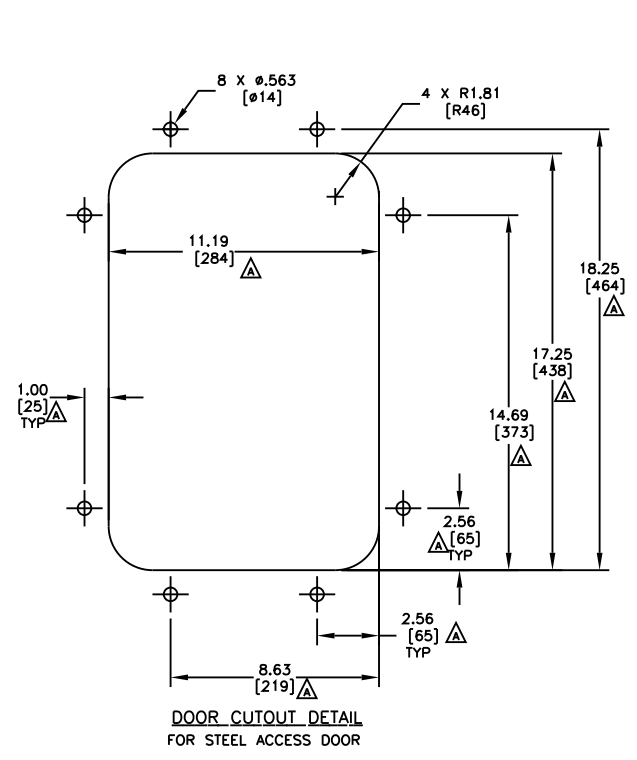 8 X ø.563
[ø14]
4 X R1.81
[R46]
11.19
[284] A
18.25
[464]
A
17.25
[438]
A
1.00
[25] A
TYP
14.69
[373]
A
2.56
A [65]
TYP
2.56
[65] A
TYP
8.63
[219] A
DOOR CUTOUT DETAIL
FOR STEEL ACCESS DOOR